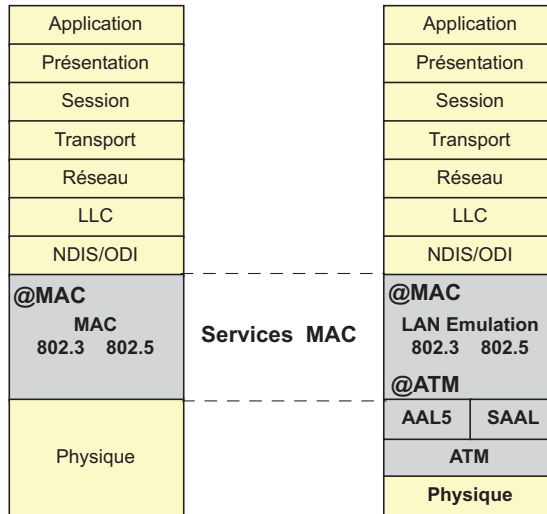 Application
Présentation
Session
Transport
Réseau
LLC
NDIS/ODI
@MAC
MAC
802.3 802.5
Physique
Services MAC
Application
Présentation
Session
Transport
Réseau
LLC
NDIS/ODI
@MAC
LAN Emulation
802.3 802.5
@ATM
AAL5 SAAL
ATM
Physique